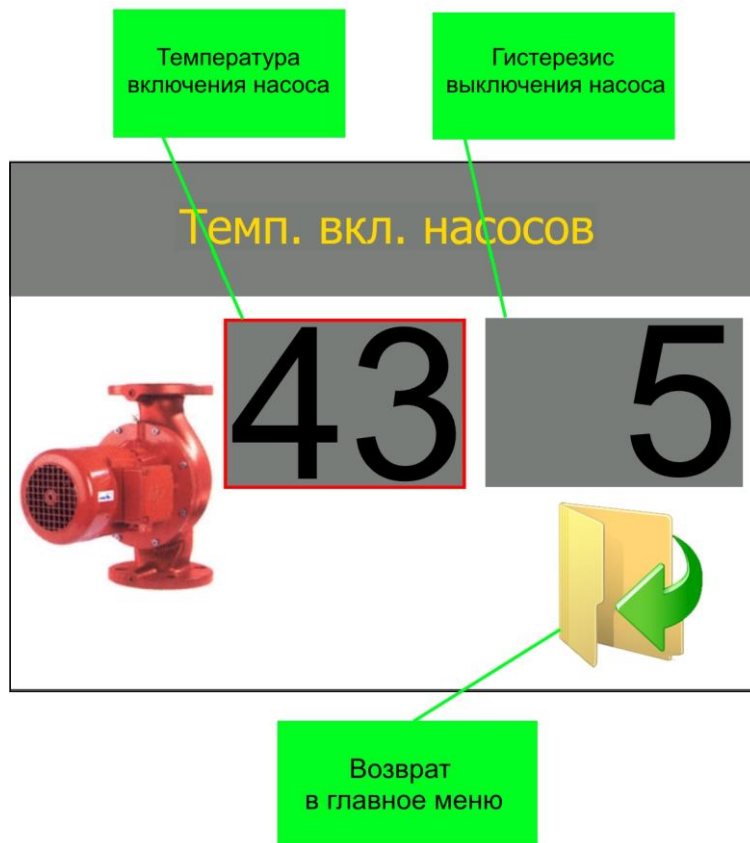 Температура
включения насоса
Гистерезис
выключения насоса
Темп. вкл. насосов
43
5
Возврат
в главное меню